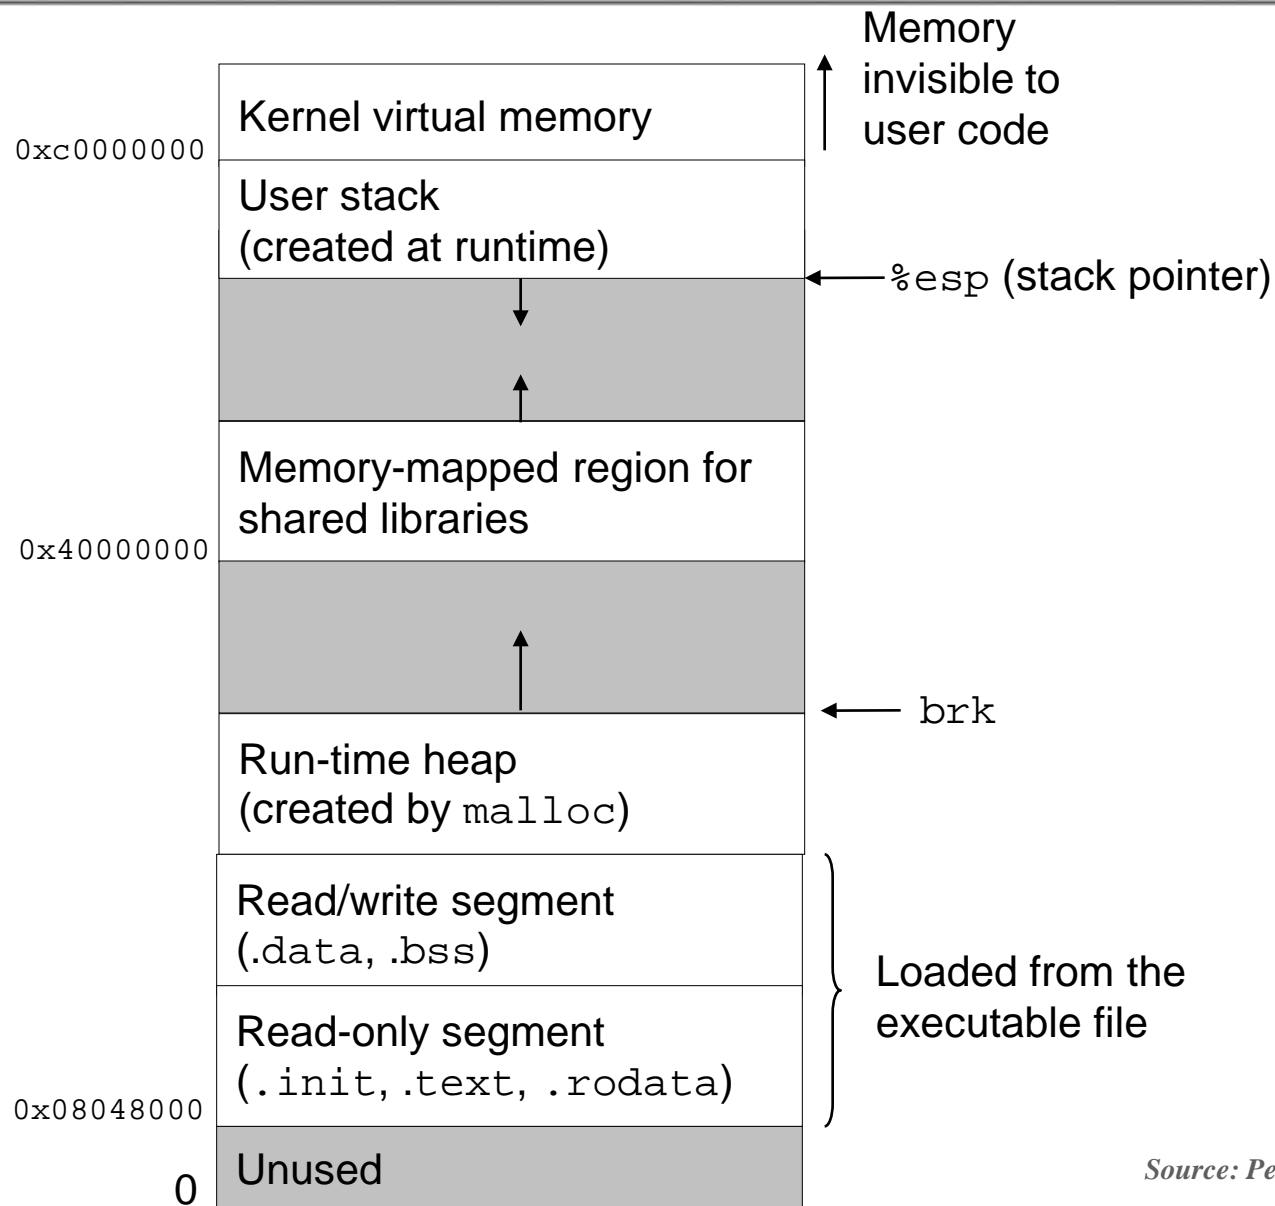 Memory
invisible to
user code
Kernel virtual memory
0xc0000000
User stack
(created at runtime)
%esp (stack pointer)
Memory-mapped region for
shared libraries
0x40000000
brk
Run-time heap
(created by malloc)
Read/write segment
(.data, .bss)
Loaded from the
executable file
Read-only segment
(.init, .text, .rodata)
0x08048000
Unused
0
Source: Pe